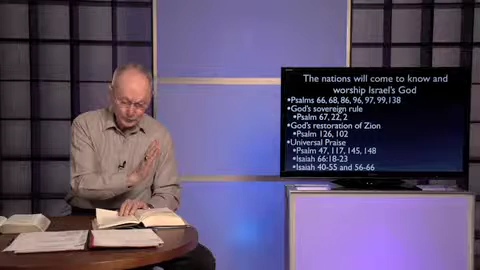 The nations will come to know and
worship Israel's God
•Psalms 66, 68, 86, 96, 97, 99,138
•God's sovereign rule
•Psalm 67, 22, 2
•God's restoration of Zion
•Psalm 126, 102
•Universal Praise
•Psalm 47, 117, 145, 148
•Isaiah 66:18-23
•Isaiah 40-55 and 56-66